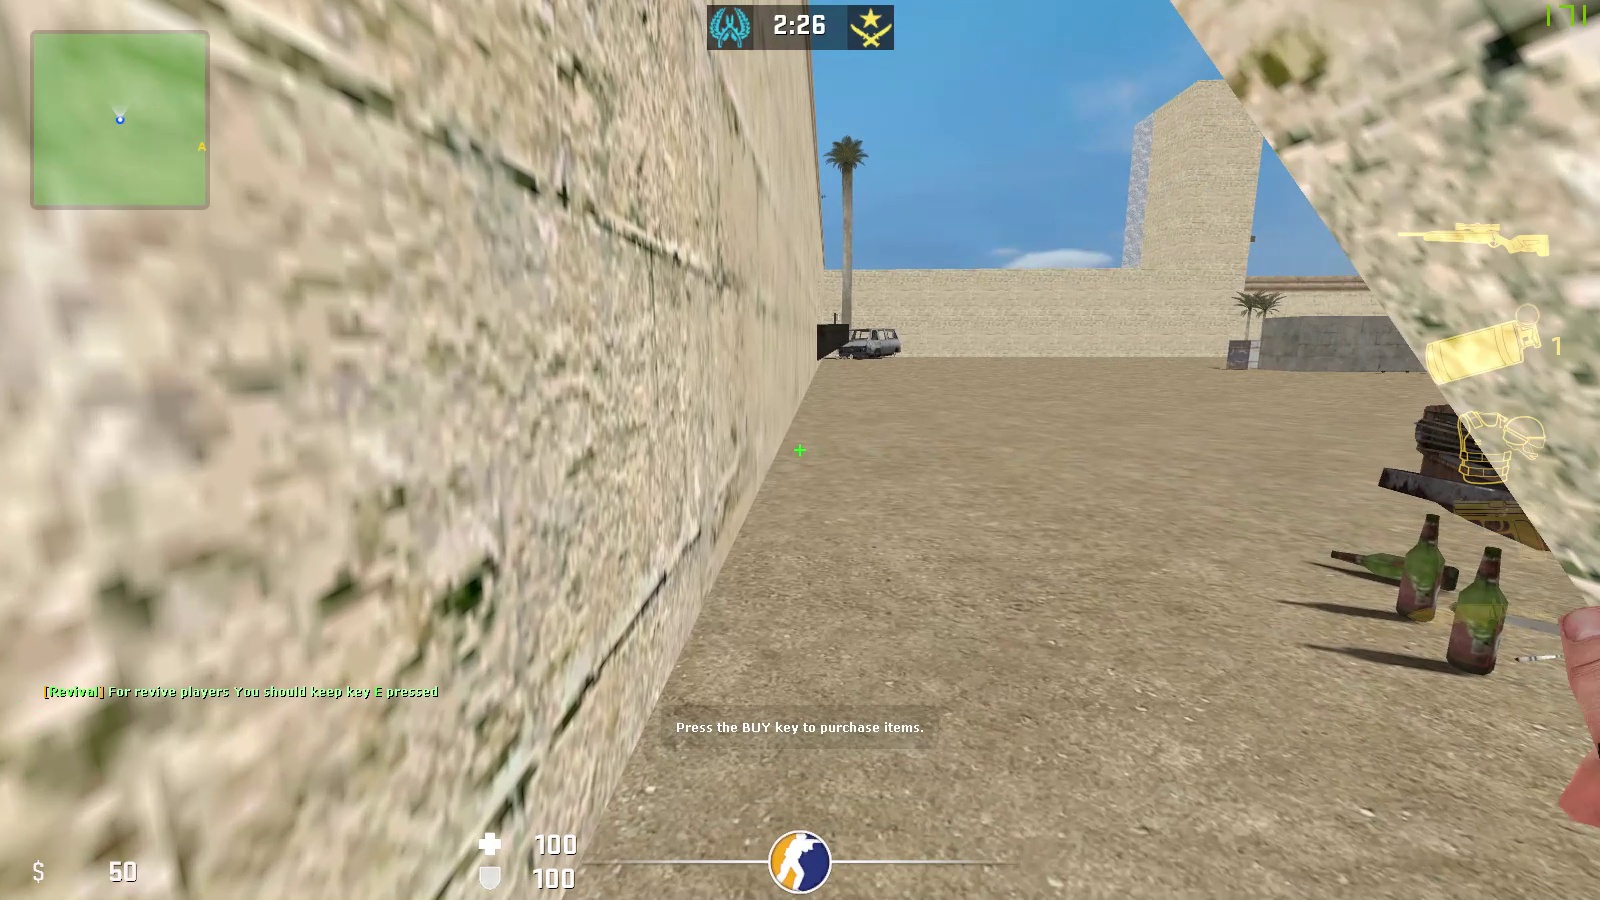 2:26
171
A
1
[Revival] For revive players You should keep key E pressed
Press the BUY key to purchase items.
100
$ 50
100